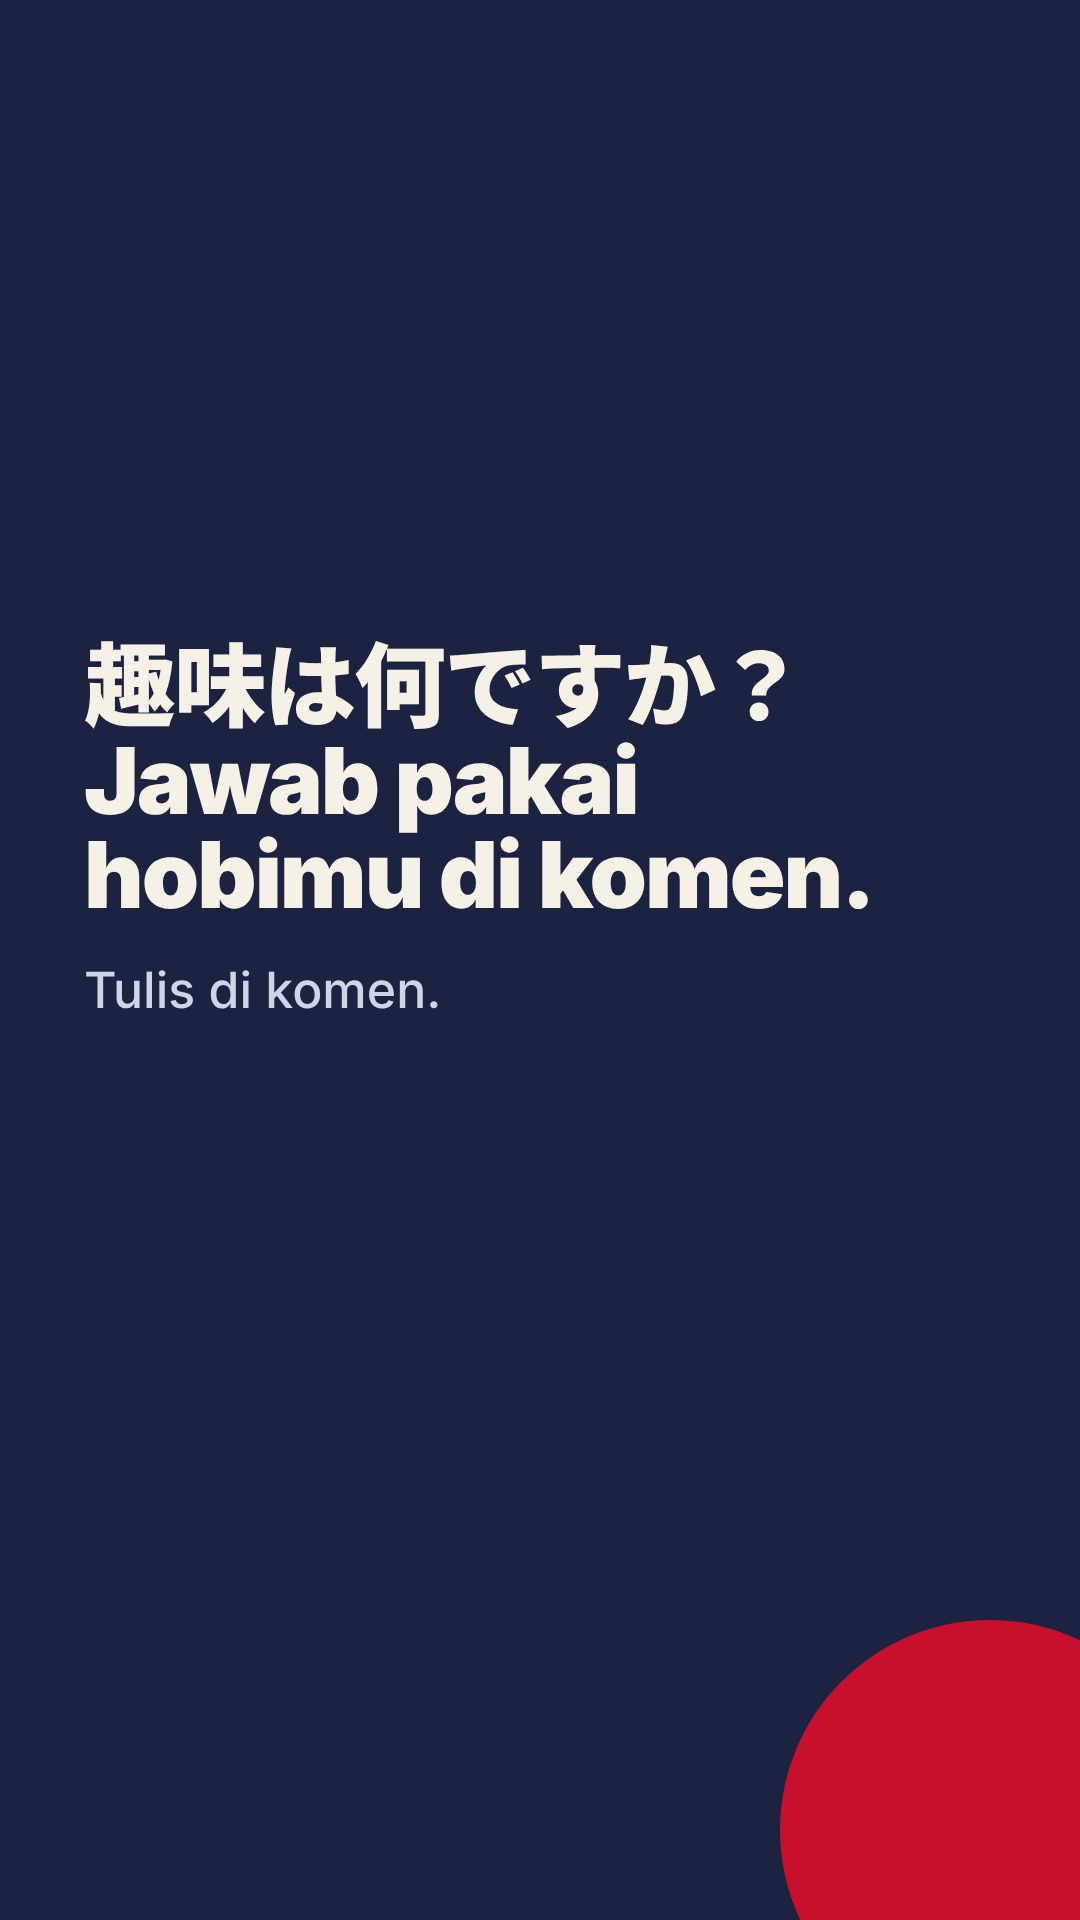 趣味は何ですか？
Jawab pakai
hobimu di komen.
Tulis di komen.